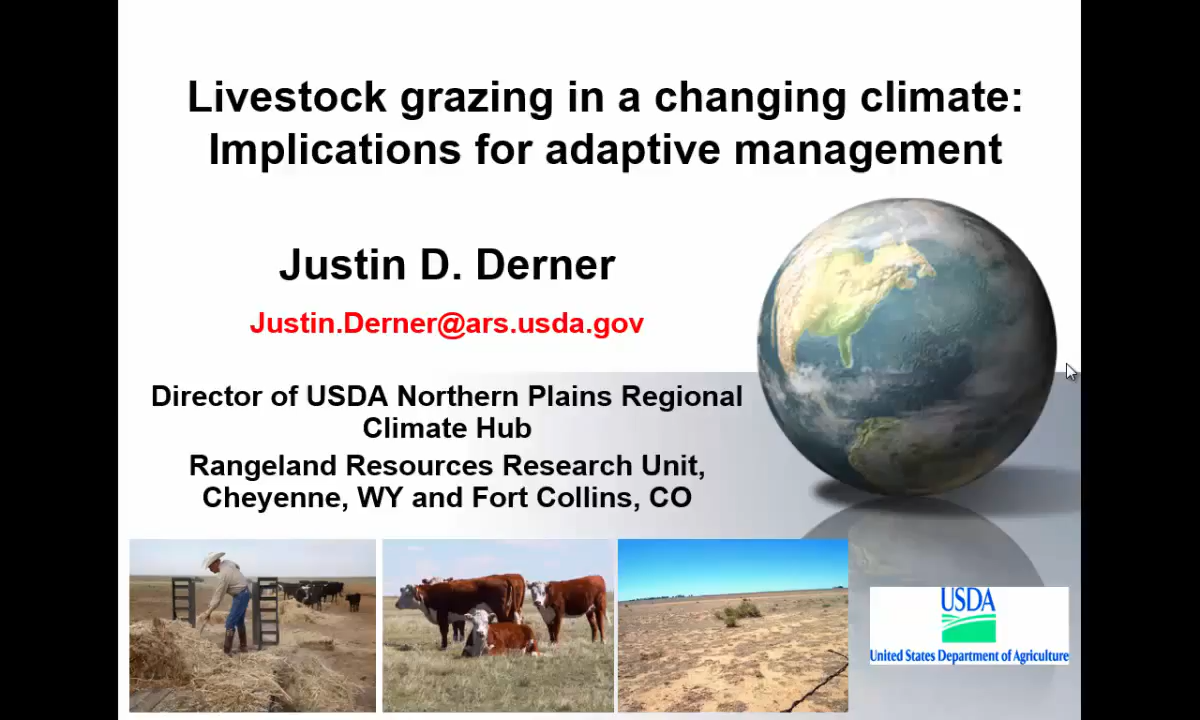 Livestock grazing in a changing climate:
Implications for adaptive management
Justin D. Derner
Justin.Derner@ars.usda.gov
Director of USDA Northern Plains Regional
Climate Hub
Rangeland Resources Research Unit,
Cheyenne, WY and Fort Collins, CO
USDA
United States Department of Agriculture